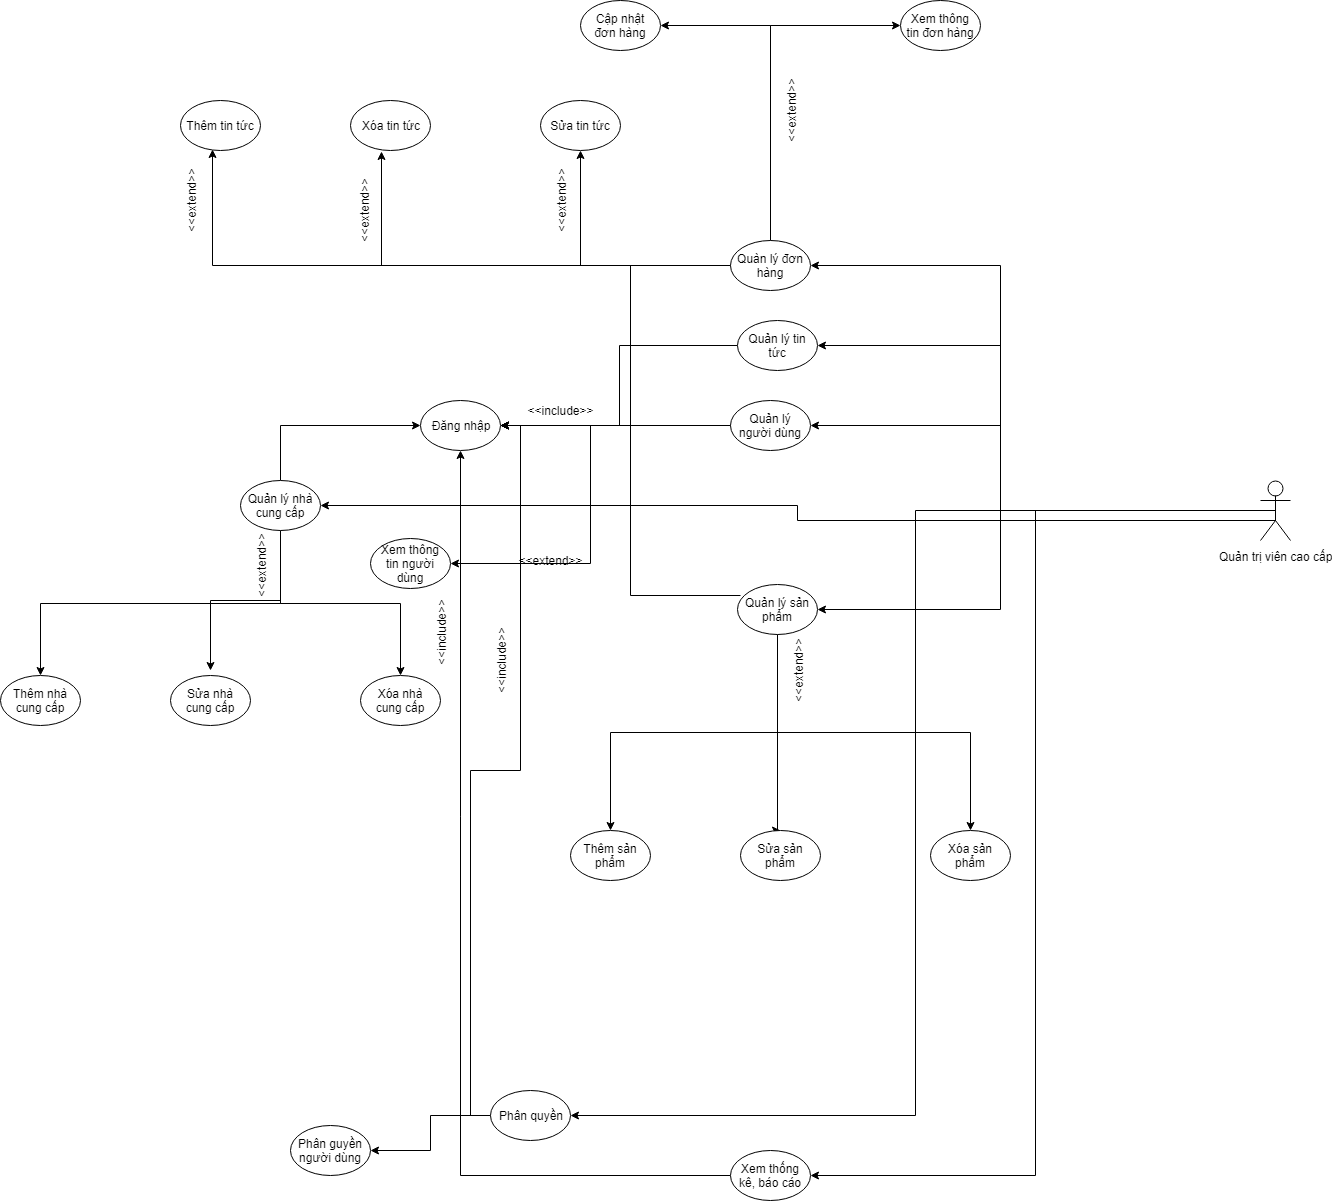 Cập nhật
đơn hàng
Xem thông
tin đơn hàng
<<extend>>
Thêm tin tức
Xóa tin tức
Sửa tin tức
<<extend>>
<<extend>>
<<extend>>
Quản lý đơn
hàng
Quản lý tin
tức
<<include>>
Đăng nhập
Quản lý
người dùng
Quản lý nhà
cung cấp
Quản trị viên cao cấp
<<extend>>
Xem thông
tin người
dùng
<<extend>>
Quản lý sản
phẩm
<<include>>
<<include>>
<<extend>>
Thêm nhà
cung cấp
Sửa nhà
cung cấp
Xóa nhà
cung cấp
Thêm sản
phẩm
Sửa sản
phẩm
Xóa sản
phẩm
Phân quyền
Phân guyền
người dùng
Xem thống
kê, báo cáo